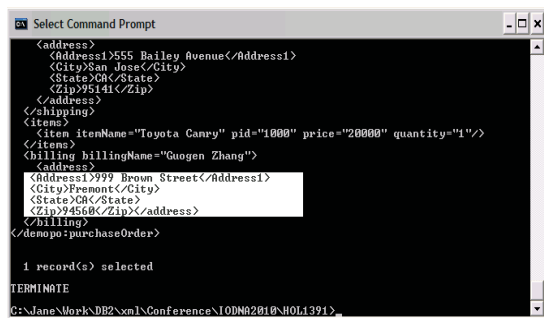 Select Command Prompt
<address>
<Address1>555 Bailey Avenue</Address1>
<City>San Jose</City>
<State>CA</State>
<Zip>95141</Zip>
</address>
</shipping>
<items>
<item itemName="Toyota Camry" pid="1000" price="20000" quantity="1"/>
</items>
<billing billingName="Guogen Zhang">
<address>
<Address1>999 Brown Street</Address1>
<City>Fremont</City>
<State>CA</State>
<Zip>94560</Zip></address>
</billing>
</demopo:purchaseOrder>
1 record(s) selected
TERMINATE
C:\Jane\Work\DB2\xml\Conference\IODNA2010\HOL1391>_